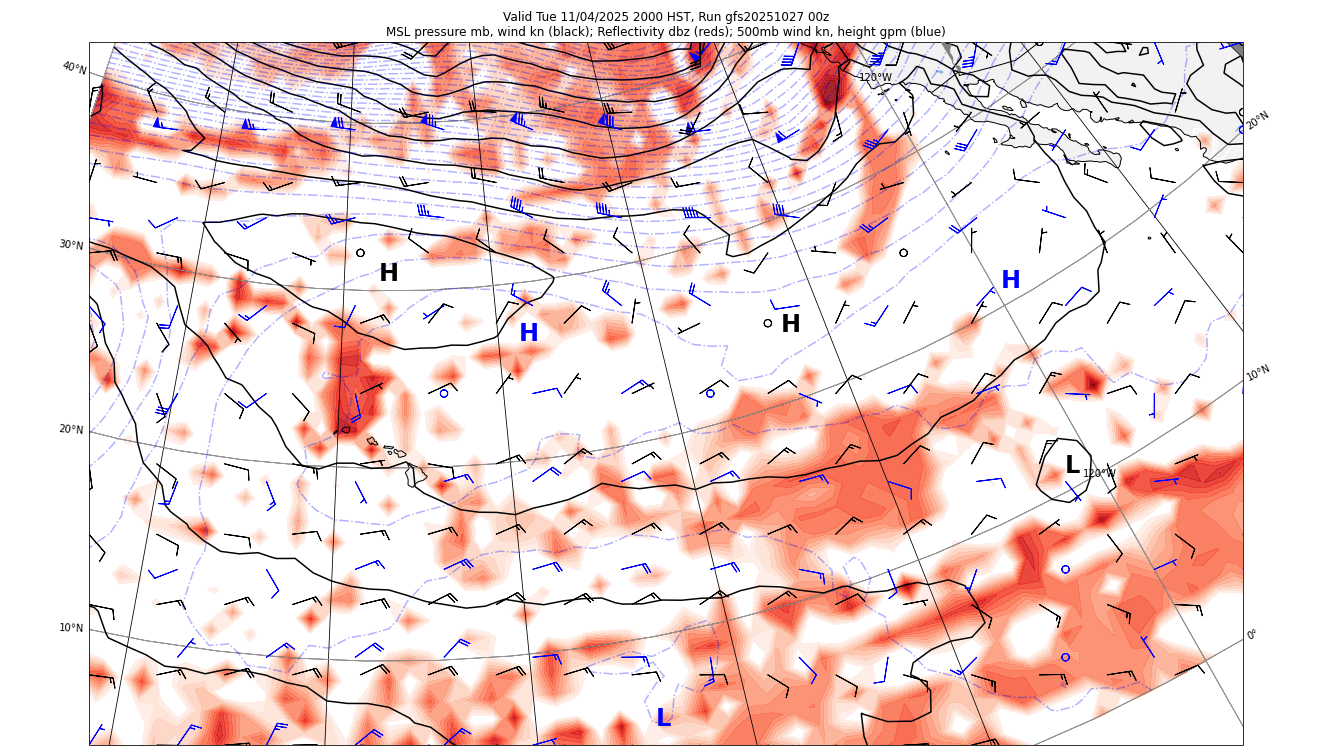 Valid Tue 11/04/2025 2000 HST, Run gfs20251027 00z
MSL pressure mb, wind kn (black); Reflectivity dbz (reds); 500mb wind kn, height gpm (blue)
40°N
120°W
20°N
30°N
H
H
H
H
10°N
20°N
L
120°W
10°N
0°
L